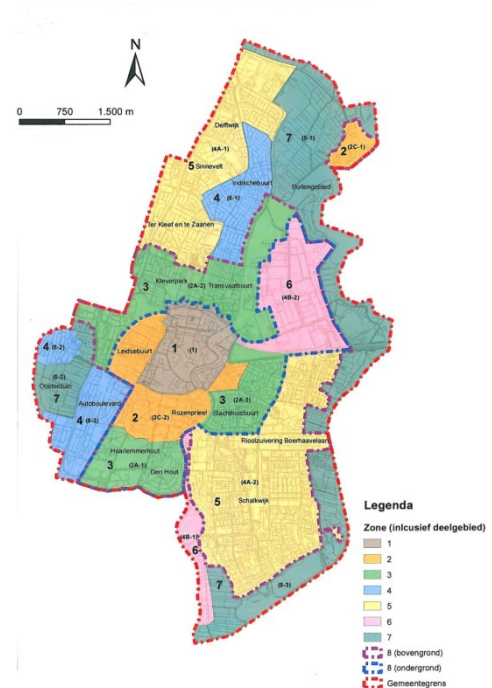 N
0 750 1.500 m
Delftwijk
7 (8-1)
2 (2C-1)
(4A-1)
5 Sinnevelt
Indischebuurt
4 (6-1)
Buitengebied
Ter Kleef en te Zaanen
Kleverpark
3 (2A-2) Transvaalbuurt
6
(4B-2)
4 (6-2)
Leidsebuurt
1 (1)
(8-3)
Oosterduin
7
Autoboulevard
3 (2A-3)
Slachthuisbuurt
4 (6-3)
2 (2C-2) Rozenprieel
Rioolzuivering Boerhaavelaan
Haarlemmerhout
3 (2A-1)
Den Hout
(4A-2)
5 Schalkwijk
(4B-1)
6
7 (8-3)
Legenda
Zone (inlcusief deelgebied)
1
2
3
4
5
6
7
8 (bovengrond)
8 (ondergrond)
Gemeentegrens